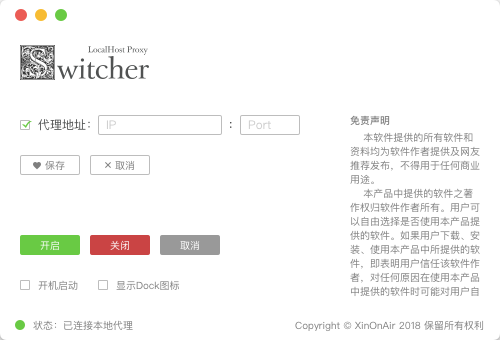 LocalHost Proxy
Switcher
代理地址: IP : Port
保存 取消
开启 关闭 取消
开机启动 显示Dock图标
状态：已连接本地代理
免责声明
本软件提供的所有软件和
资料均为软件作者提供及网友
推荐发布，不得用于任何商业
用途。
本产品中提供的软件之著
作权归软件作者所有。用户可
以自由选择是否使用本产品提
供的软件。如果用户下载、安
装、使用本产品中所提供的软
件，即表明用户信任该软件作
者，对任何原因在使用本产品
中提供的软件时可能对用户自
Copyright © XinOnAir 2018 保留所有权利